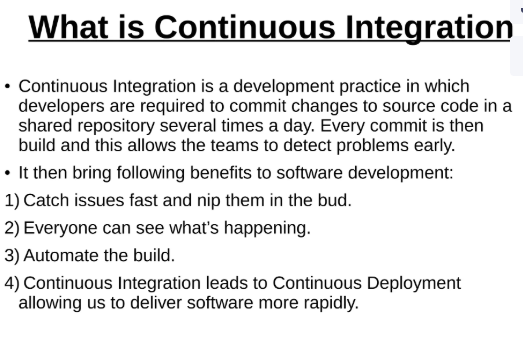 What is Continuous Integration
• Continuous Integration is a development practice in which
developers are required to commit changes to source code in a
shared repository several times a day. Every commit is then
build and this allows the teams to detect problems early.
• It then bring following benefits to software development:
1) Catch issues fast and nip them in the bud.
2) Everyone can see what’s happening.
3) Automate the build.
4) Continuous Integration leads to Continuous Deployment
allowing us to deliver software more rapidly.